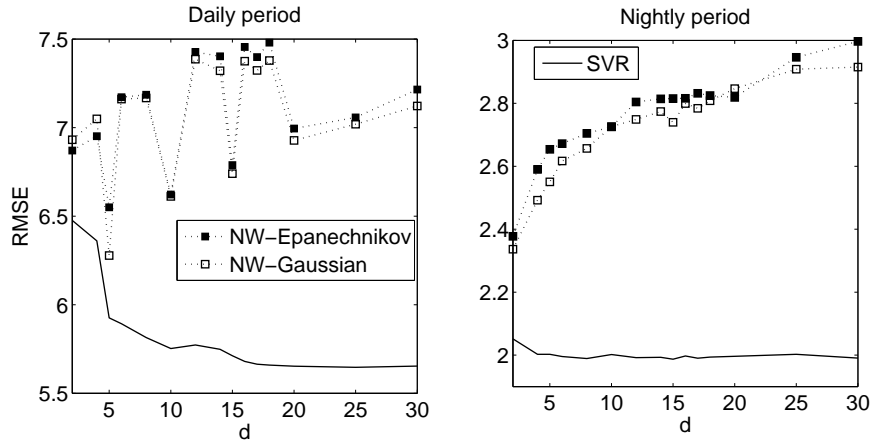 Daily period
7.5
7
6.5
6
5.5
RMSE
NW-Epanechnikov
NW-Gaussian
5 10 15 20 25 30
d
Nightly period
3
2.8
2.6
2.4
2.2
2
SVR
5 10 15 20 25 30
d